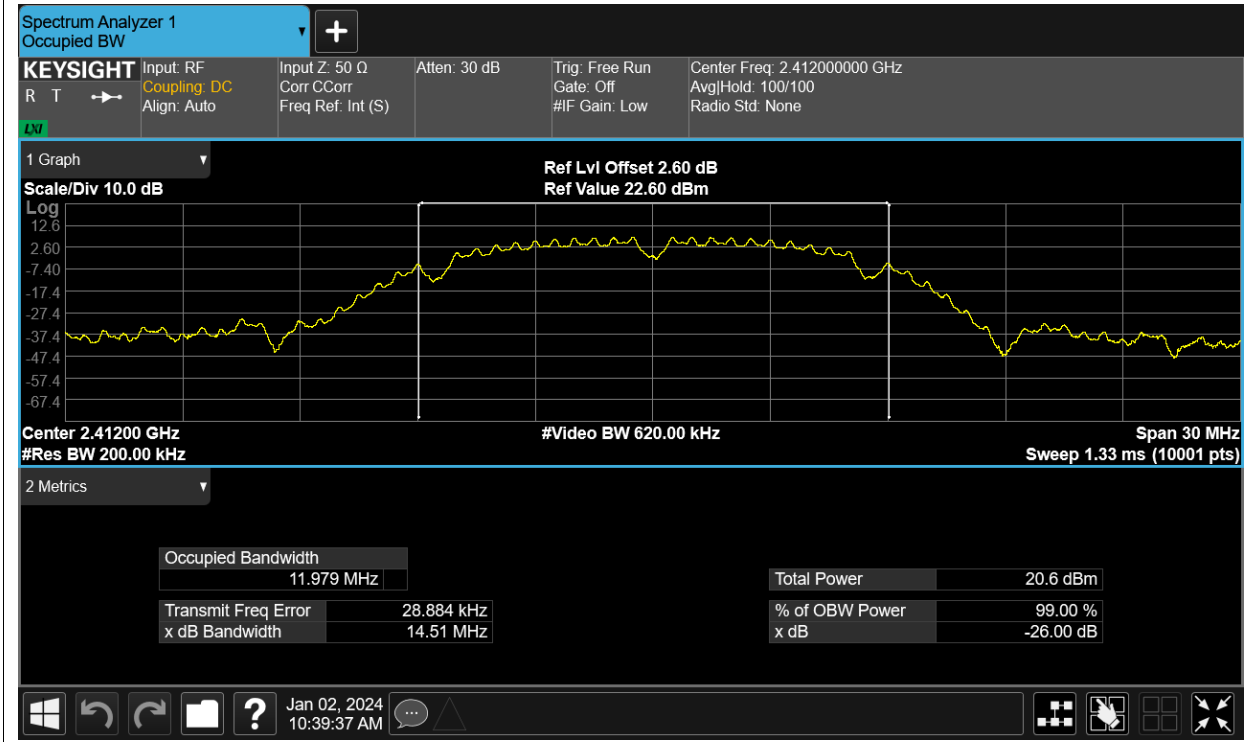 Spectrum Analyzer 1
Occupied BW
KEYSIGHT Input: RF Input Z: 50 Ω Atten: 30 dB Trig: Free Run Center Freq: 2.412000000 GHz
R T Coupling: DC Corr CCorr Gate: Off Avg|Hold: 100/100
Align: Auto Freq Ref: Int (S) #IF Gain: Low Radio Std: None
LXI
1 Graph
Ref Lvl Offset 2.60 dB
Scale/Div 10.0 dB Ref Value 22.60 dBm
Log
12.6
2.60
-7.40
-17.4
-27.4
-37.4
-47.4
-57.4
-67.4
Center 2.41200 GHz #Video BW 620.00 kHz Span 30 MHz
#Res BW 200.00 kHz Sweep 1.33 ms (10001 pts)
2 Metrics
Occupied Bandwidth
11.979 MHz Total Power 20.6 dBm
Transmit Freq Error 28.884 kHz % of OBW Power 99.00 %
x dB Bandwidth 14.51 MHz x dB -26.00 dB
? Jan 02, 2024
10:39:37 AM